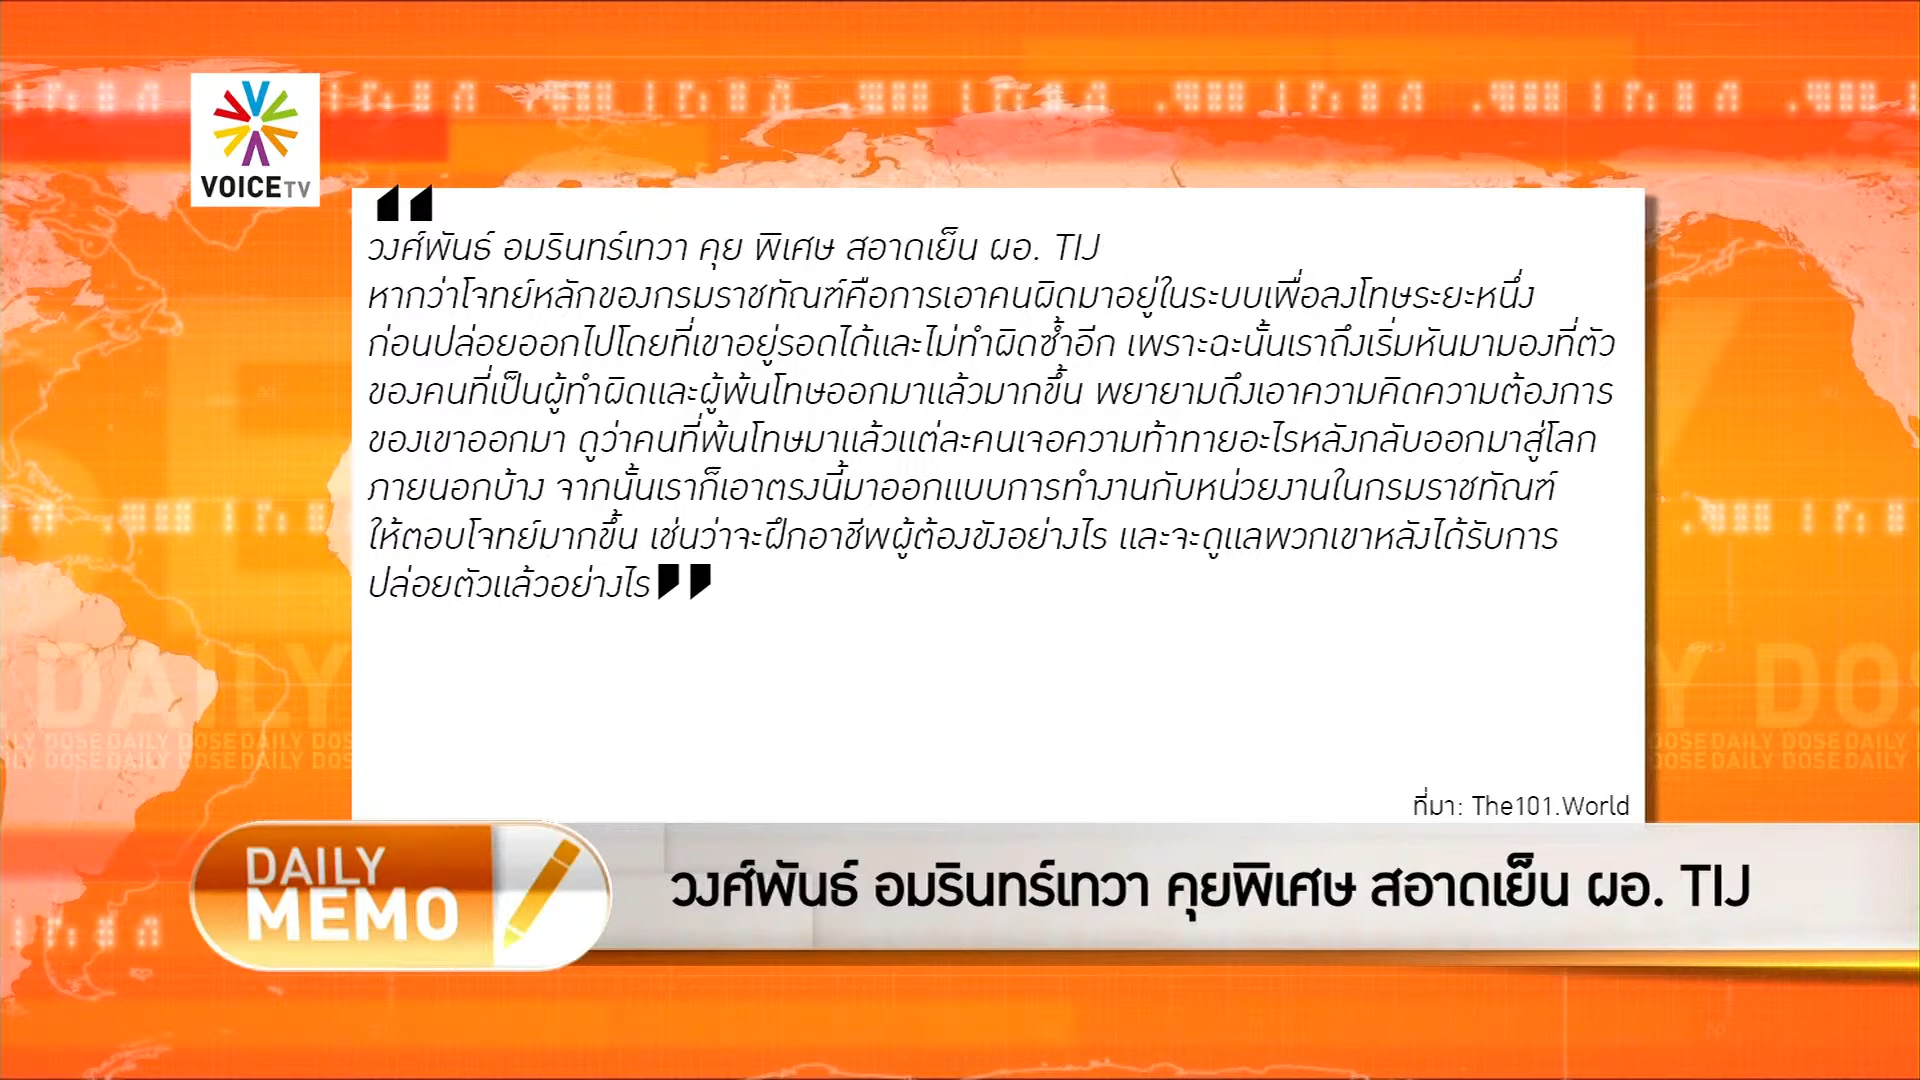 VOICE TV
“
วงศ์พันธ์ อมรินทร์เทวา คุย พิเศษ สอาดเย็น ผอ. TIJ
หากว่าโจทย์หลักของกรมราชทัณฑ์คือการเอาคนผิดมาอยู่ในระบบเพื่อลงโทษระยะหนึ่ง
ก่อนปล่อยออกไปโดยที่เขาอยู่รอดได้และไม่ทำผิดซ้ำอีก เพราะฉะนั้นเราถึงเริ่มหันมามองที่ตัว
ของคนที่เป็นผู้ทำผิดและผู้พ้นโทษออกมาแล้วมากขึ้น พยายามดึงเอาความคิดความต้องการ
ของเขาออกมา ดูว่าคนที่พ้นโทษมาแล้วแต่ละคนเจอความท้าทายอะไรหลังกลับออกมาสู่โลก
ภายนอกบ้าง จากนั้นเราก็เอาตรงนี้มาออกแบบการทำงานกับหน่วยงานในกรมราชทัณฑ์
ให้ตอบโจทย์มากขึ้น เช่นว่าจะฝึกอาชีพผู้ต้องขังอย่างไร และจะดูแลพวกเขาหลังได้รับการ
ปล่อยตัวแล้วอย่างไร”
ที่มา: The101.World
DAILY
MEMO
วงศ์พันธ์ อมรินทร์เทวา คุยพิเศษ สอาดเย็น ผอ. TIJ
DAILY DOSE
DOSE DAILY DOSE DAILY DOS
DOSE DAILY DOSE DAILY DOS
DOSE DAILY DOSE DAILY
DOSE DAILY DOSE DAILY